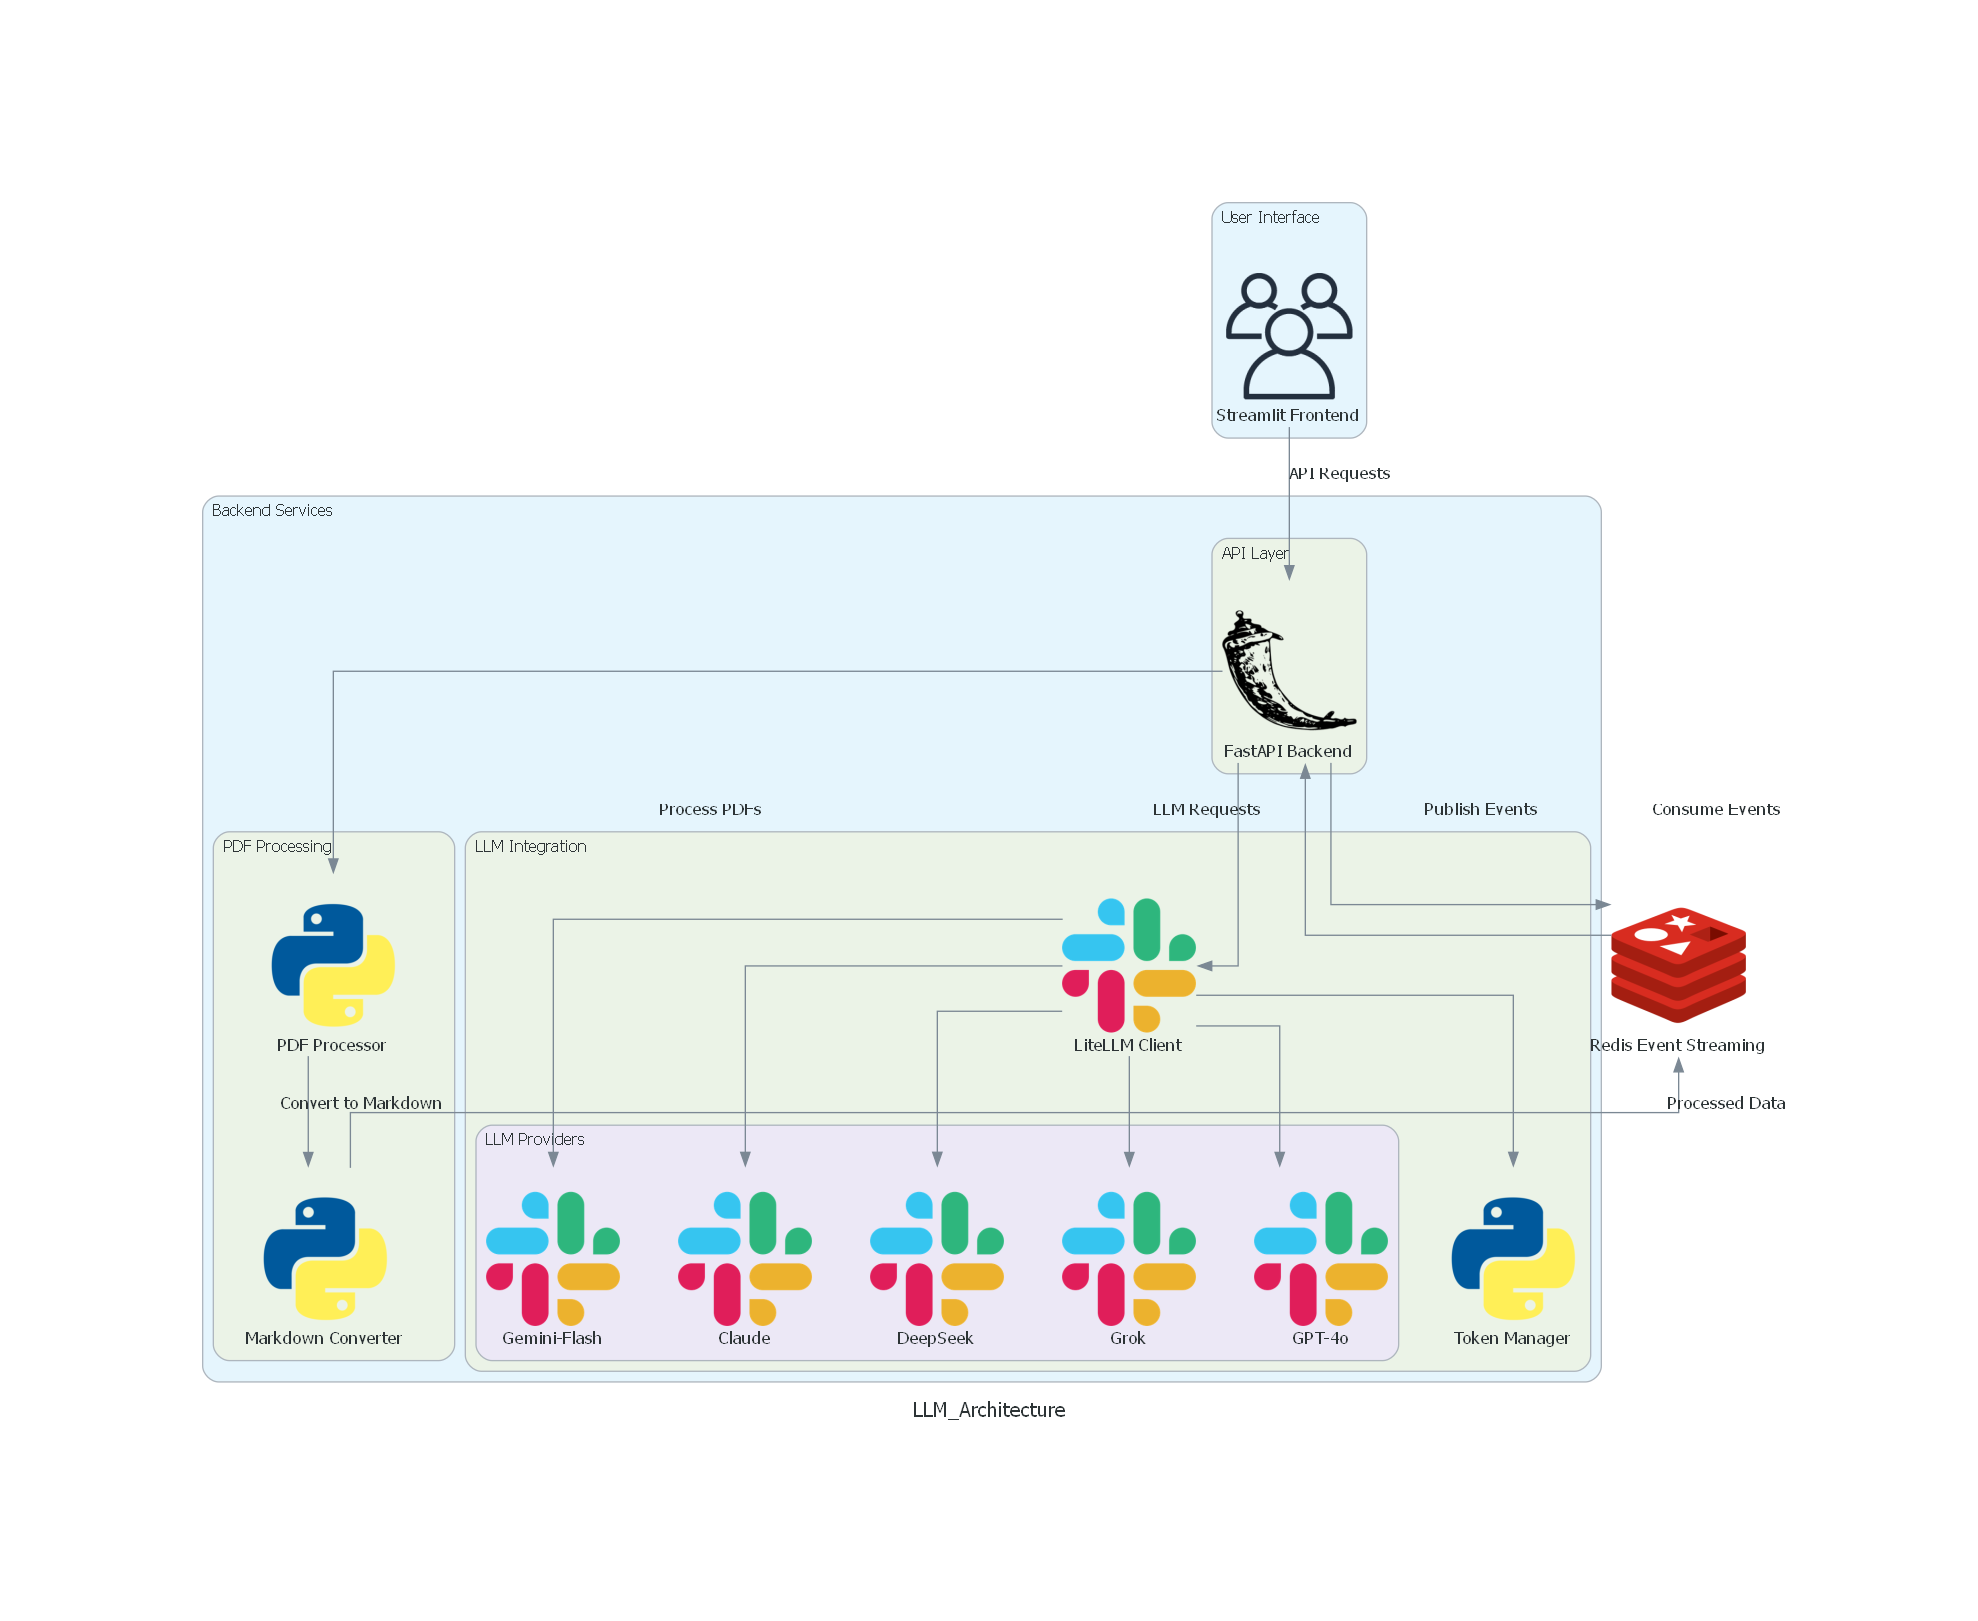 User Interface
Streamlit Frontend
API Requests
Backend Services
API Layer
FastAPI Backend
Process PDFs
LLM Requests
Publish Events
Consume Events
PDF Processing
LLM Integration
PDF Processor
LiteLLM Client
Redis Event Streaming
Convert to Markdown
Processed Data
LLM Providers
Markdown Converter
Gemini-Flash
Claude
DeepSeek
Grok
GPT-4o
Token Manager
LLM_Architecture